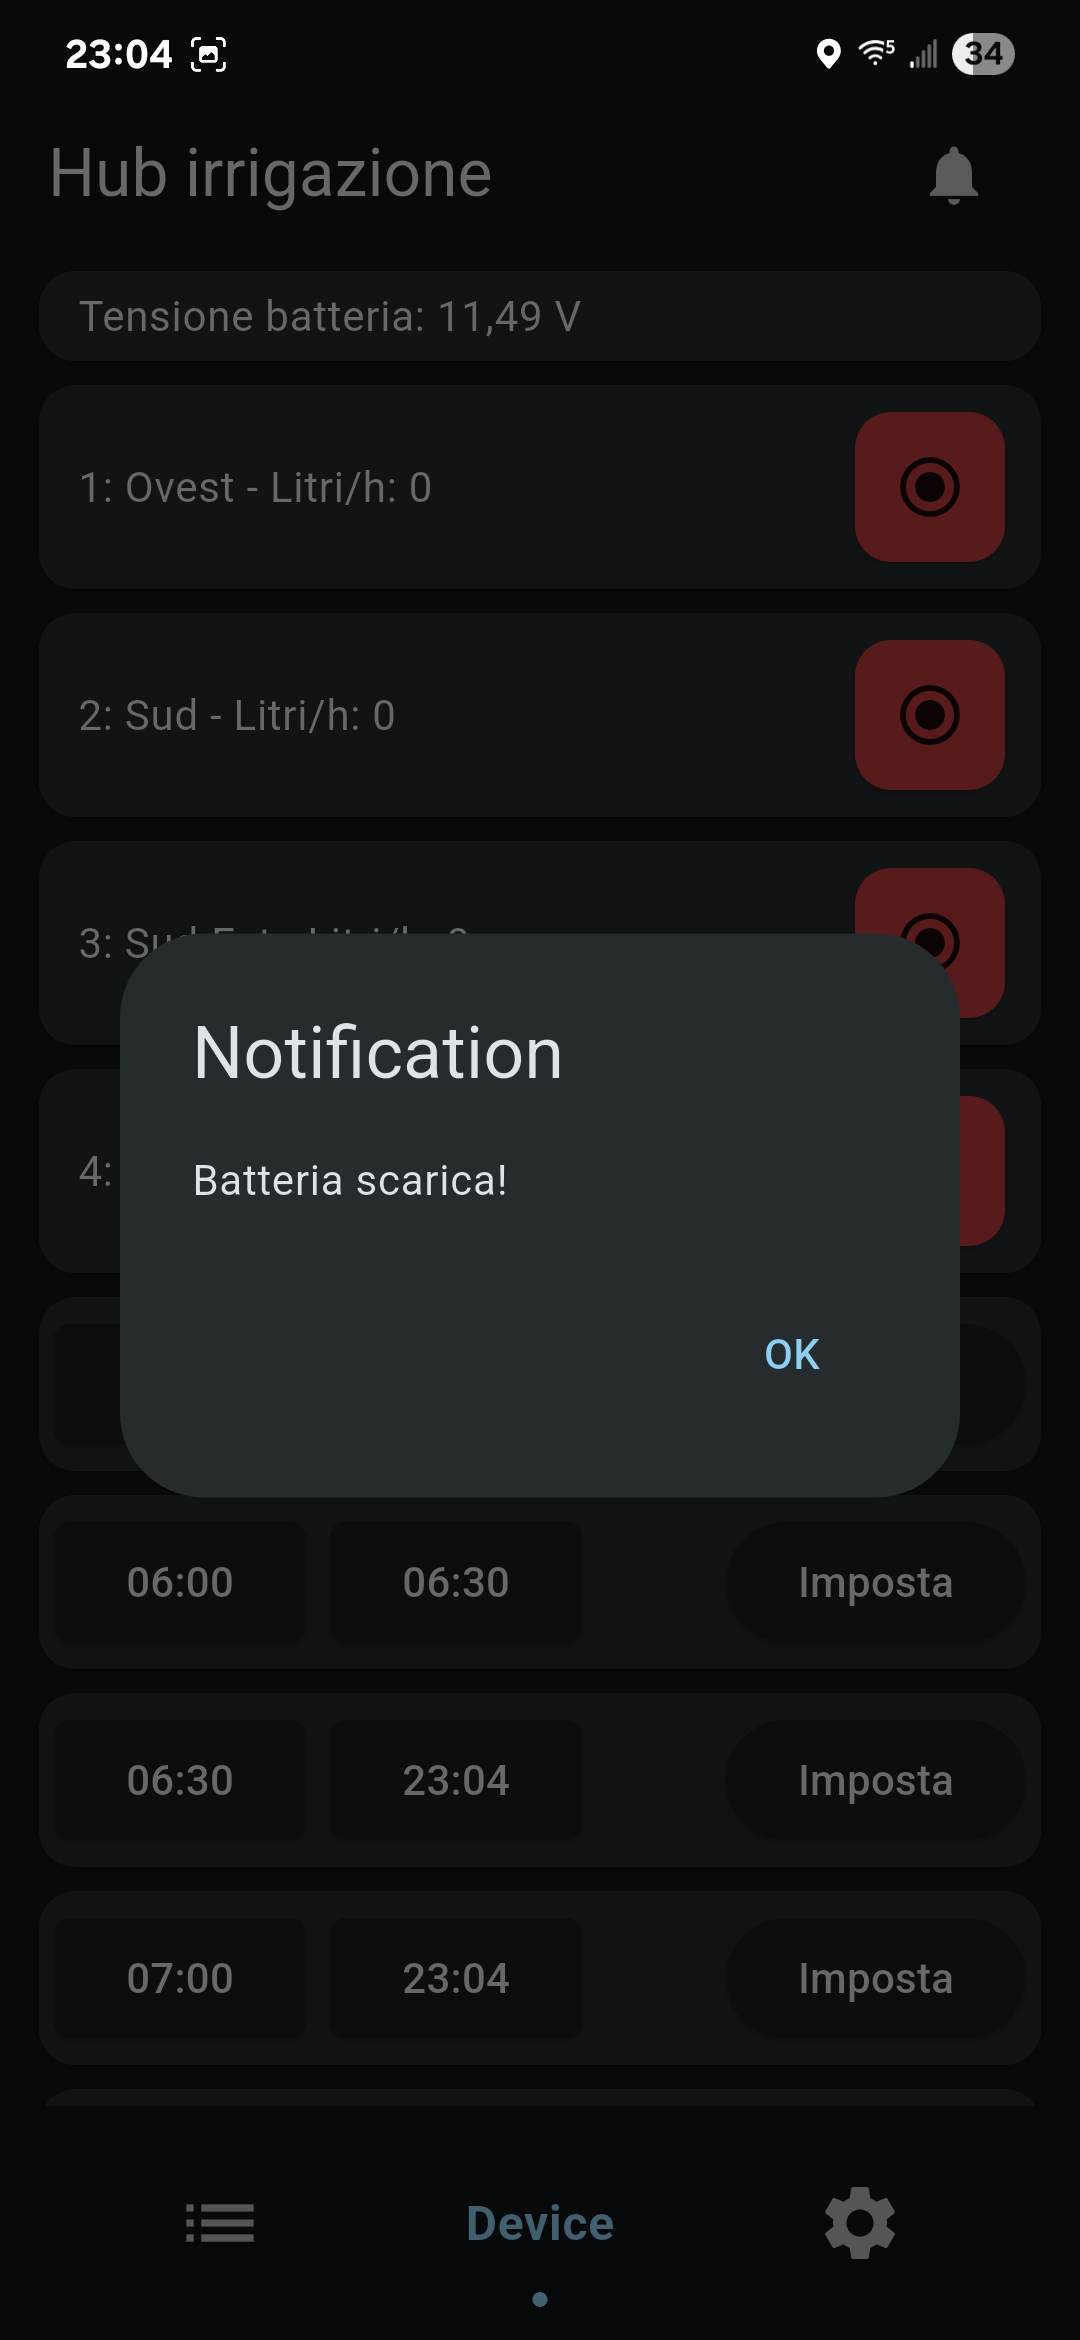 23:04
5
34
Hub irrigazione
Tensione batteria: 11,49 V
1: Ovest - Litri/h: 0
2: Sud - Litri/h: 0
3:
Notification
4:
Batteria scarica!
OK
06:00 06:30 Imposta
06:30 23:04 Imposta
07:00 23:04 Imposta
Device